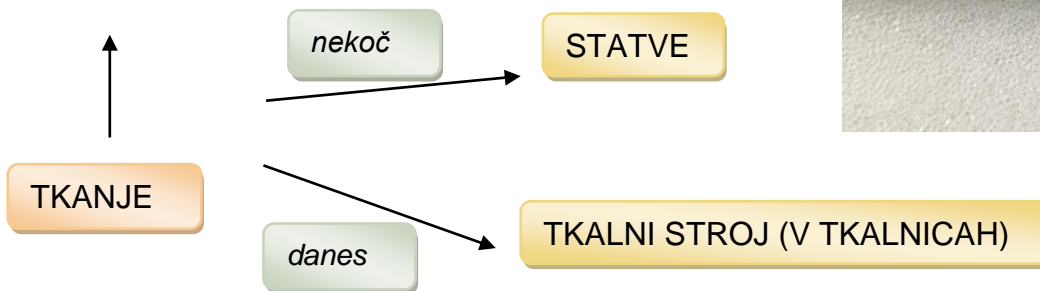 nekoč
STATVE
TKANJE
danes
TKALNI STROJ (V TKALNICAH)